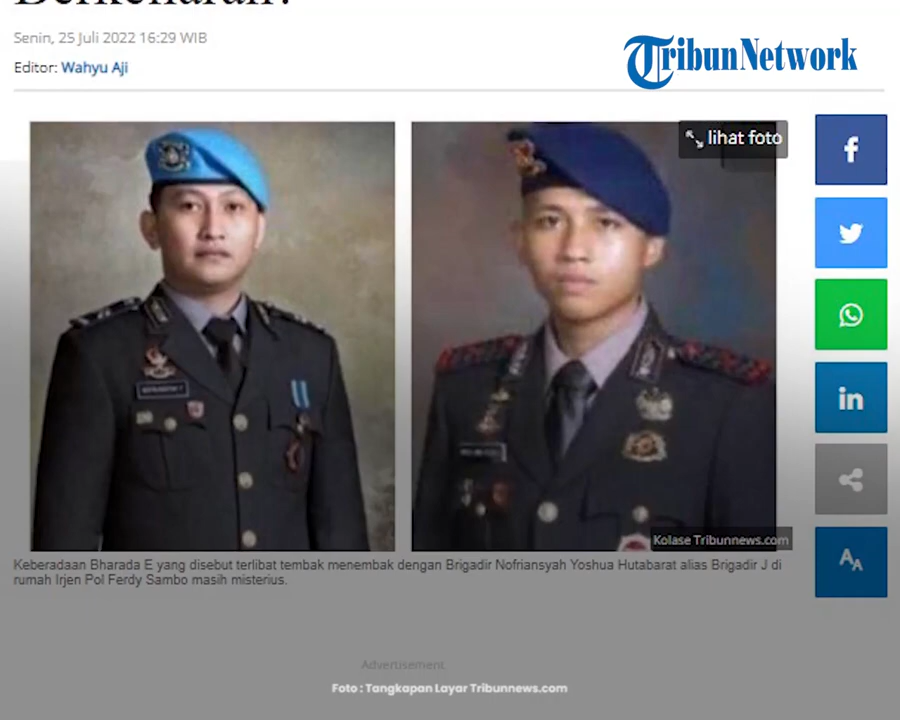 Senin, 25 Juli 2022 16:29 WIB
Editor: Wahyu Aji
TribunNetwork
lihat foto
Kolase Tribunnews.com
Keberadaan Bharada E yang disebut terlibat tembak menembak dengan Brigadir Nofriansyah Yoshua Hutabarat alias Brigadir J di
rumah Irjen Pol Ferdy Sambo masih misterius.
f
in
AA
Advertisement
Foto : Tangkapan Layar Tribunnews.com